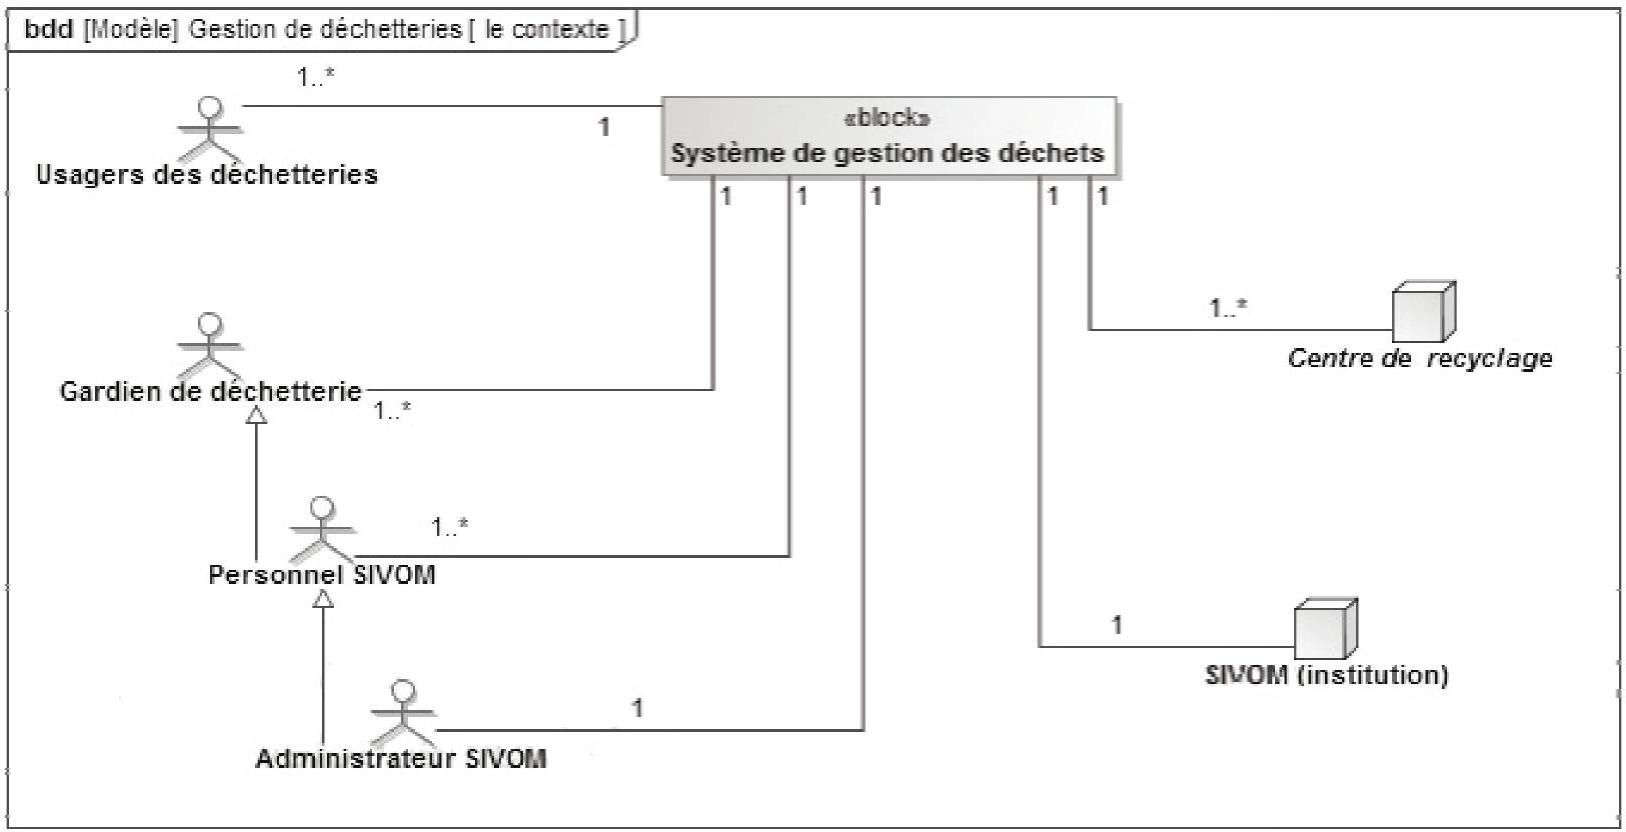 bdd [Modèle] Gestion de déchetteries [ le contexte ]
1..*
1
«block»
Système de gestion des déchets
Usagers des déchetteries
1
1
1
1
1
1..*
Centre de recyclage
Gardien de déchetterie
1..*
1..*
Personnel SIVOM
1
SIVOM (institution)
1
Administrateur SIVOM